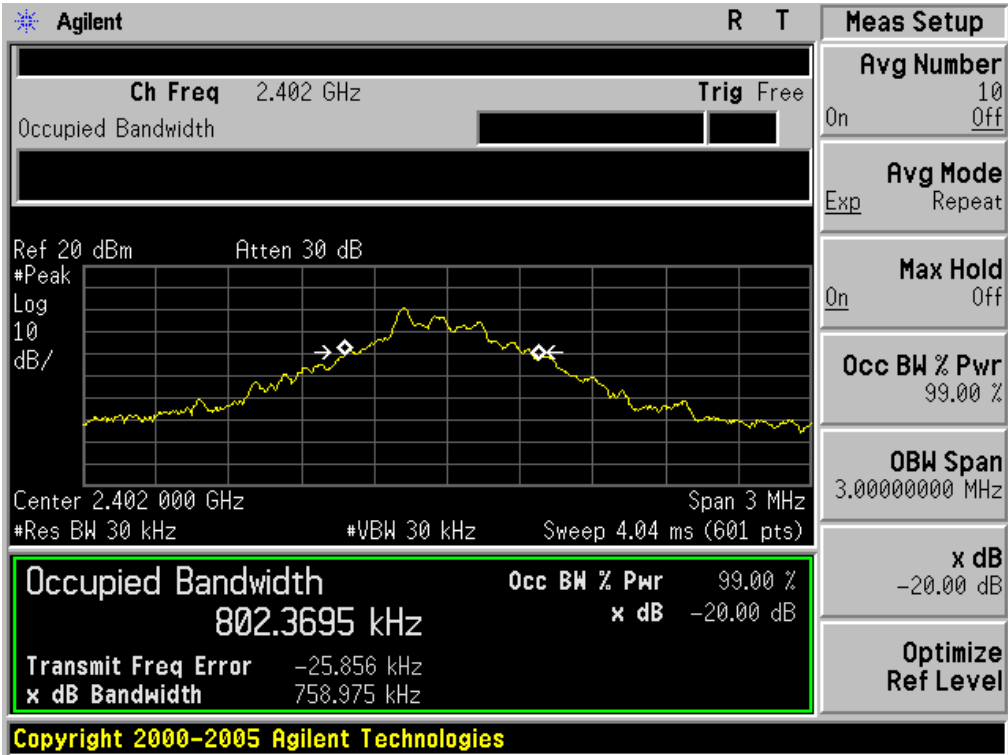 Agilent R T
Meas Setup
Ch Freq 2.402 GHz Trig Free
Occupied Bandwidth
Ref 20 dBm Atten 30 dB
#Peak
Log
10
dB/
Center 2.402 000 GHz Span 3 MHz
#Res BW 30 kHz #VBW 30 kHz Sweep 4.04 ms (601 pts)
Occupied Bandwidth Occ BW % Pwr 99.00 %
802.3695 kHz x dB -20.00 dB
Transmit Freq Error -25.856 kHz
x dB Bandwidth 758.975 kHz
Avg Number
10
On Off
Avg Mode
Exp Repeat
Max Hold
On Off
Occ BW % Pwr
99.00 %
OBW Span
3.00000000 MHz
x dB
-20.00 dB
Optimize
Ref Level
Copyright 2000-2005 Agilent Technologies